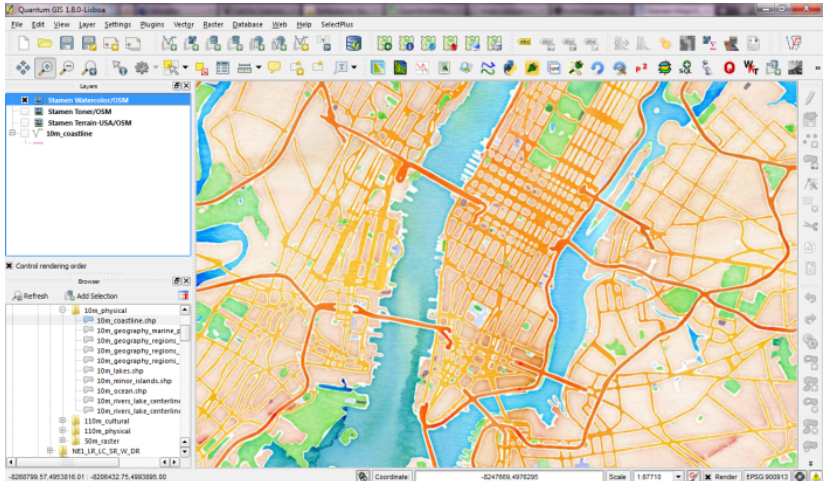 Quantum GIS 1.8.0-Lisboa
File Edit View Layer Settings Plugins Vector Raster Database Web Help SelectPlus
Layers
Stamen Watercolor/OSM
Stamen Toner/OSM
Stamen Terrain-USA/OSM
10m_coastline
Control rendering order
Browser
Refresh Add Selection
10m_physical
10m_coastline.shp
10m_geography_marine_p
10m_geography_regions_
10m_geography_regions_
10m_geography_regions_
10m_lakes.shp
10m_minor_islands.shp
10m_ocean.shp
10m_rivers_lake_centerline
10m_rivers_lake_centerline
110m_cultural
110m_physical
50m_raster
NE1_LR_LC_SR_W_DR
-8268799.57,4953816.01 : -8206432.75,4993895.00 Coordinate: -8247669,4976295 Scale 1:87710 Render EPSG:900913